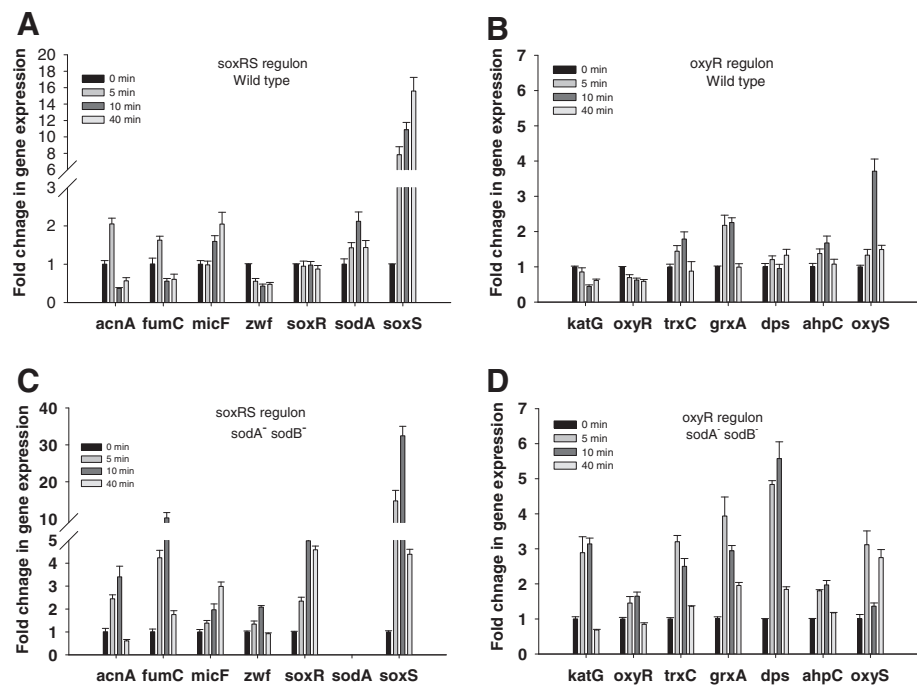 A
soxRS regulon
Wild type
0 min
5 min
10 min
40 min
Fold chnage in gene expression
20
18
16
14
12
10
8
6
3
2
1
0
acnA fumC micF zwf soxR sodA soxS
B
oxyR regulon
Wild type
0 min
5 min
10 min
40 min
Fold chnage in gene expression
7
6
5
4
3
2
1
0
katG oxyR trxC grxA dps ahpC oxyS
C
soxRS regulon
sodA⁻ sodB⁻
0 min
5 min
10 min
40 min
Fold chnage in gene expression
40
30
20
10
5
4
3
2
1
0
acnA fumC micF zwf soxR sodA soxS
D
oxyR regulon
sodA⁻ sodB⁻
0 min
5 min
10 min
40 min
Fold chnage in gene expression
7
6
5
4
3
2
1
0
katG oxyR trxC grxA dps ahpC oxyS